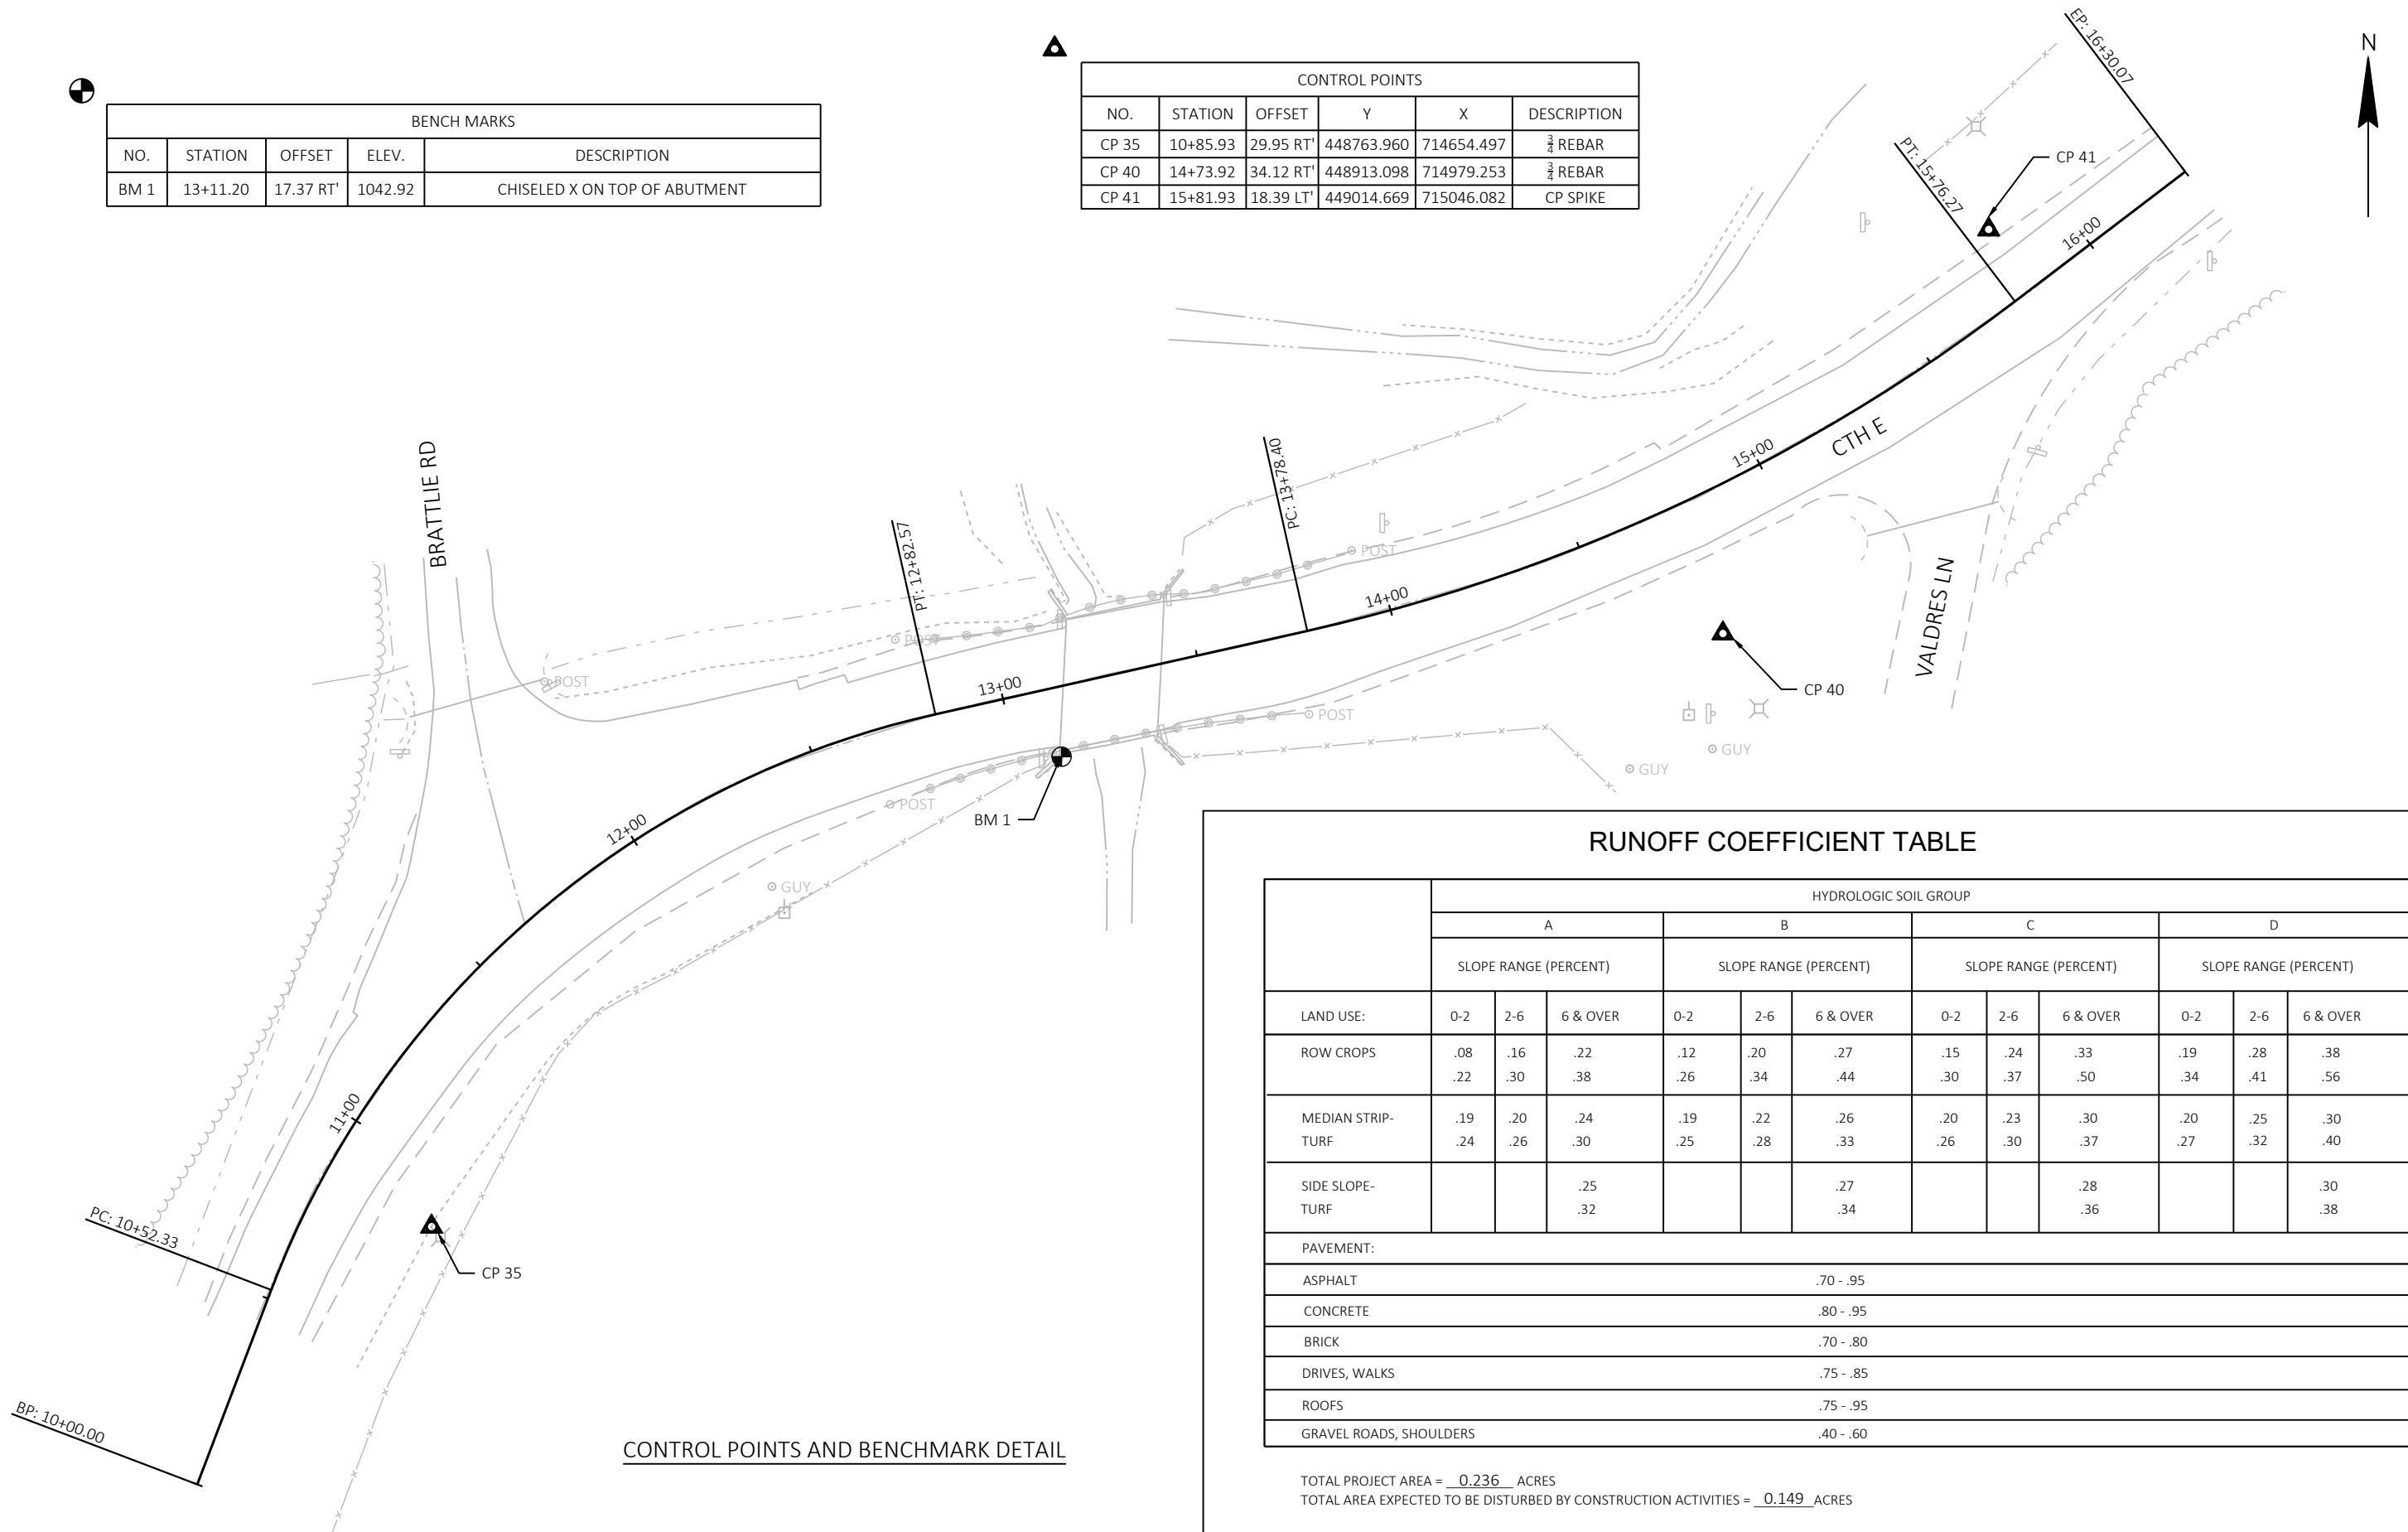 EP: 16+30.07
N
CONTROL POINTS
NO. STATION OFFSET Y X DESCRIPTION
CP 35 10+85.93 29.95 RT' 448763.960 714654.497 3/4 REBAR
CP 40 14+73.92 34.12 RT' 448913.098 714979.253 3/4 REBAR
CP 41 15+81.93 18.39 LT' 449014.669 715046.082 CP SPIKE
BENCH MARKS
NO. STATION OFFSET ELEV. DESCRIPTION
BM 1 13+11.20 17.37 RT' 1042.92 CHISELED X ON TOP OF ABUTMENT
PT: 15+76.27
CP 41
16+00
BRATTLIE RD
PT: 12+82.57
PC: 13+78.40
15+00
CTH E
POST
14+00
POST
POST
13+00
POST
CP 40
VALDRES LN
GUY
GUY
POST
BM 1
12+00
GUY
11+00
PC: 10+52.33
CP 35
BP: 10+00.00
CONTROL POINTS AND BENCHMARK DETAIL
RUNOFF COEFFICIENT TABLE
HYDROLOGIC SOIL GROUP
A B C D
SLOPE RANGE (PERCENT) SLOPE RANGE (PERCENT) SLOPE RANGE (PERCENT) SLOPE RANGE (PERCENT)
LAND USE: 0-2 2-6 6 & OVER 0-2 2-6 6 & OVER 0-2 2-6 6 & OVER 0-2 2-6 6 & OVER
ROW CROPS .08 .16 .22 .12 .20 .27 .15 .24 .33 .19 .28 .38
.22 .30 .38 .26 .34 .44 .30 .37 .50 .34 .41 .56
MEDIAN STRIP- .19 .20 .24 .19 .22 .26 .20 .23 .30 .20 .25 .30
TURF .24 .26 .30 .25 .28 .33 .26 .30 .37 .27 .32 .40
SIDE SLOPE- .25 .27 .28 .30
TURF .32 .34 .36 .38
PAVEMENT:
ASPHALT .70 - .95
CONCRETE .80 - .95
BRICK .70 - .80
DRIVES, WALKS .75 - .85
ROOFS .75 - .95
GRAVEL ROADS, SHOULDERS .40 - .60
TOTAL PROJECT AREA = 0.236 ACRES
TOTAL AREA EXPECTED TO BE DISTURBED BY CONSTRUCTION ACTIVITIES = 0.149 ACRES